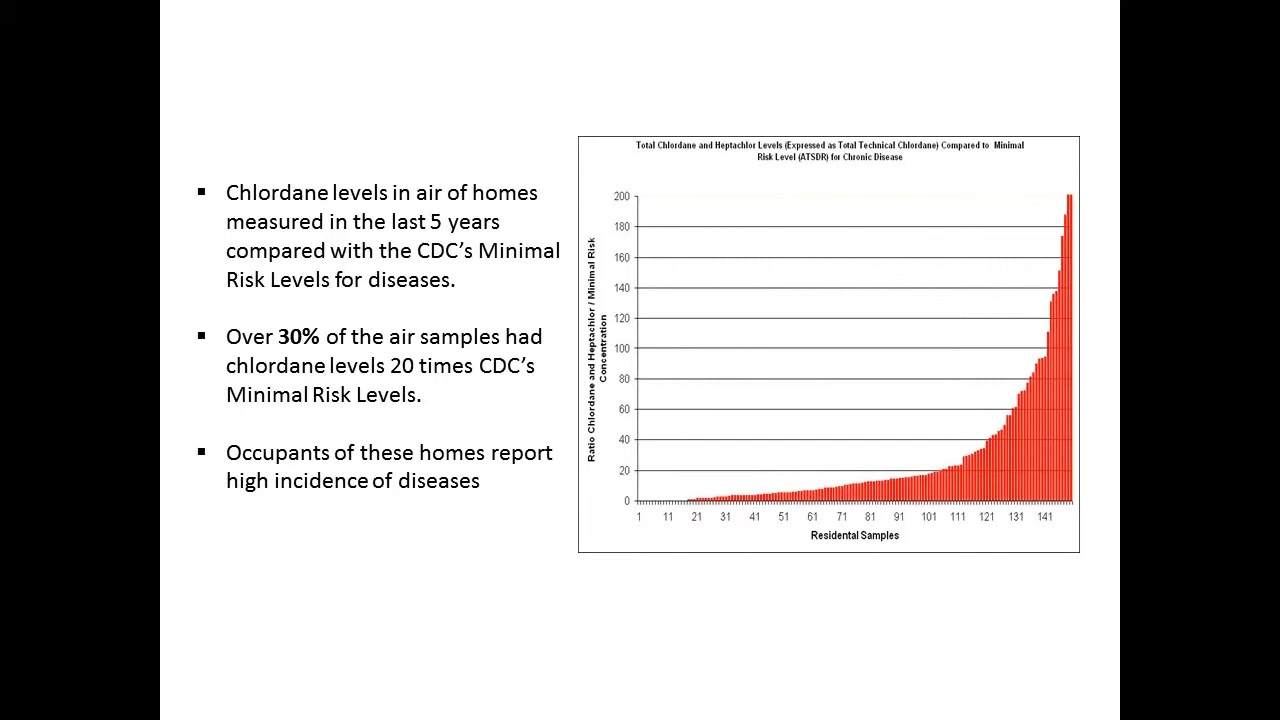 ▪ Chlordane levels in air of homes
measured in the last 5 years
compared with the CDC’s Minimal
Risk Levels for diseases.
▪ Over 30% of the air samples had
chlordane levels 20 times CDC’s
Minimal Risk Levels.
▪ Occupants of these homes report
high incidence of diseases
Total Chlordane and Heptachlor Levels (Expressed as Total Technical Chlordane) Compared to Minimal
Risk Level (ATSDR) for Chronic Disease
Ratio Chlordane and Heptachlor / Minimal Risk
Concentration
200
180
160
140
120
100
80
60
40
20
0
1 11 21 31 41 51 61 71 81 91 101 111 121 131 141
Residental Samples